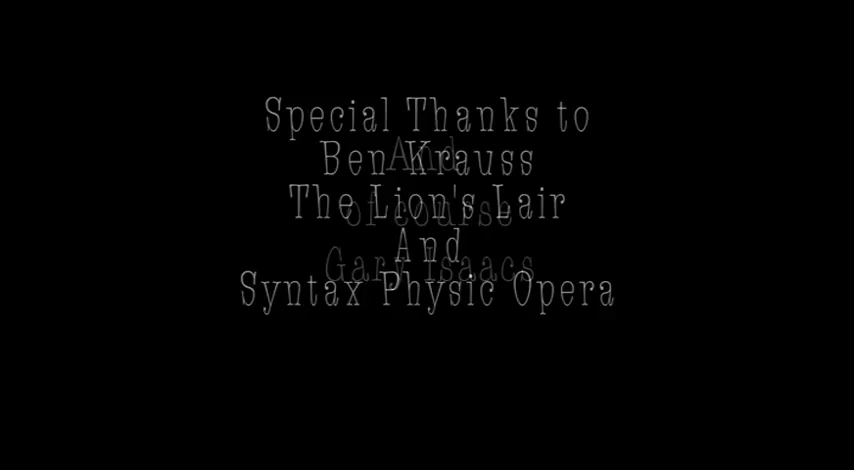 Special Thanks to
Ben Krauss
The Lion's Lair
And
Syntax Physic Opera
And
of course
Gary Isaacs